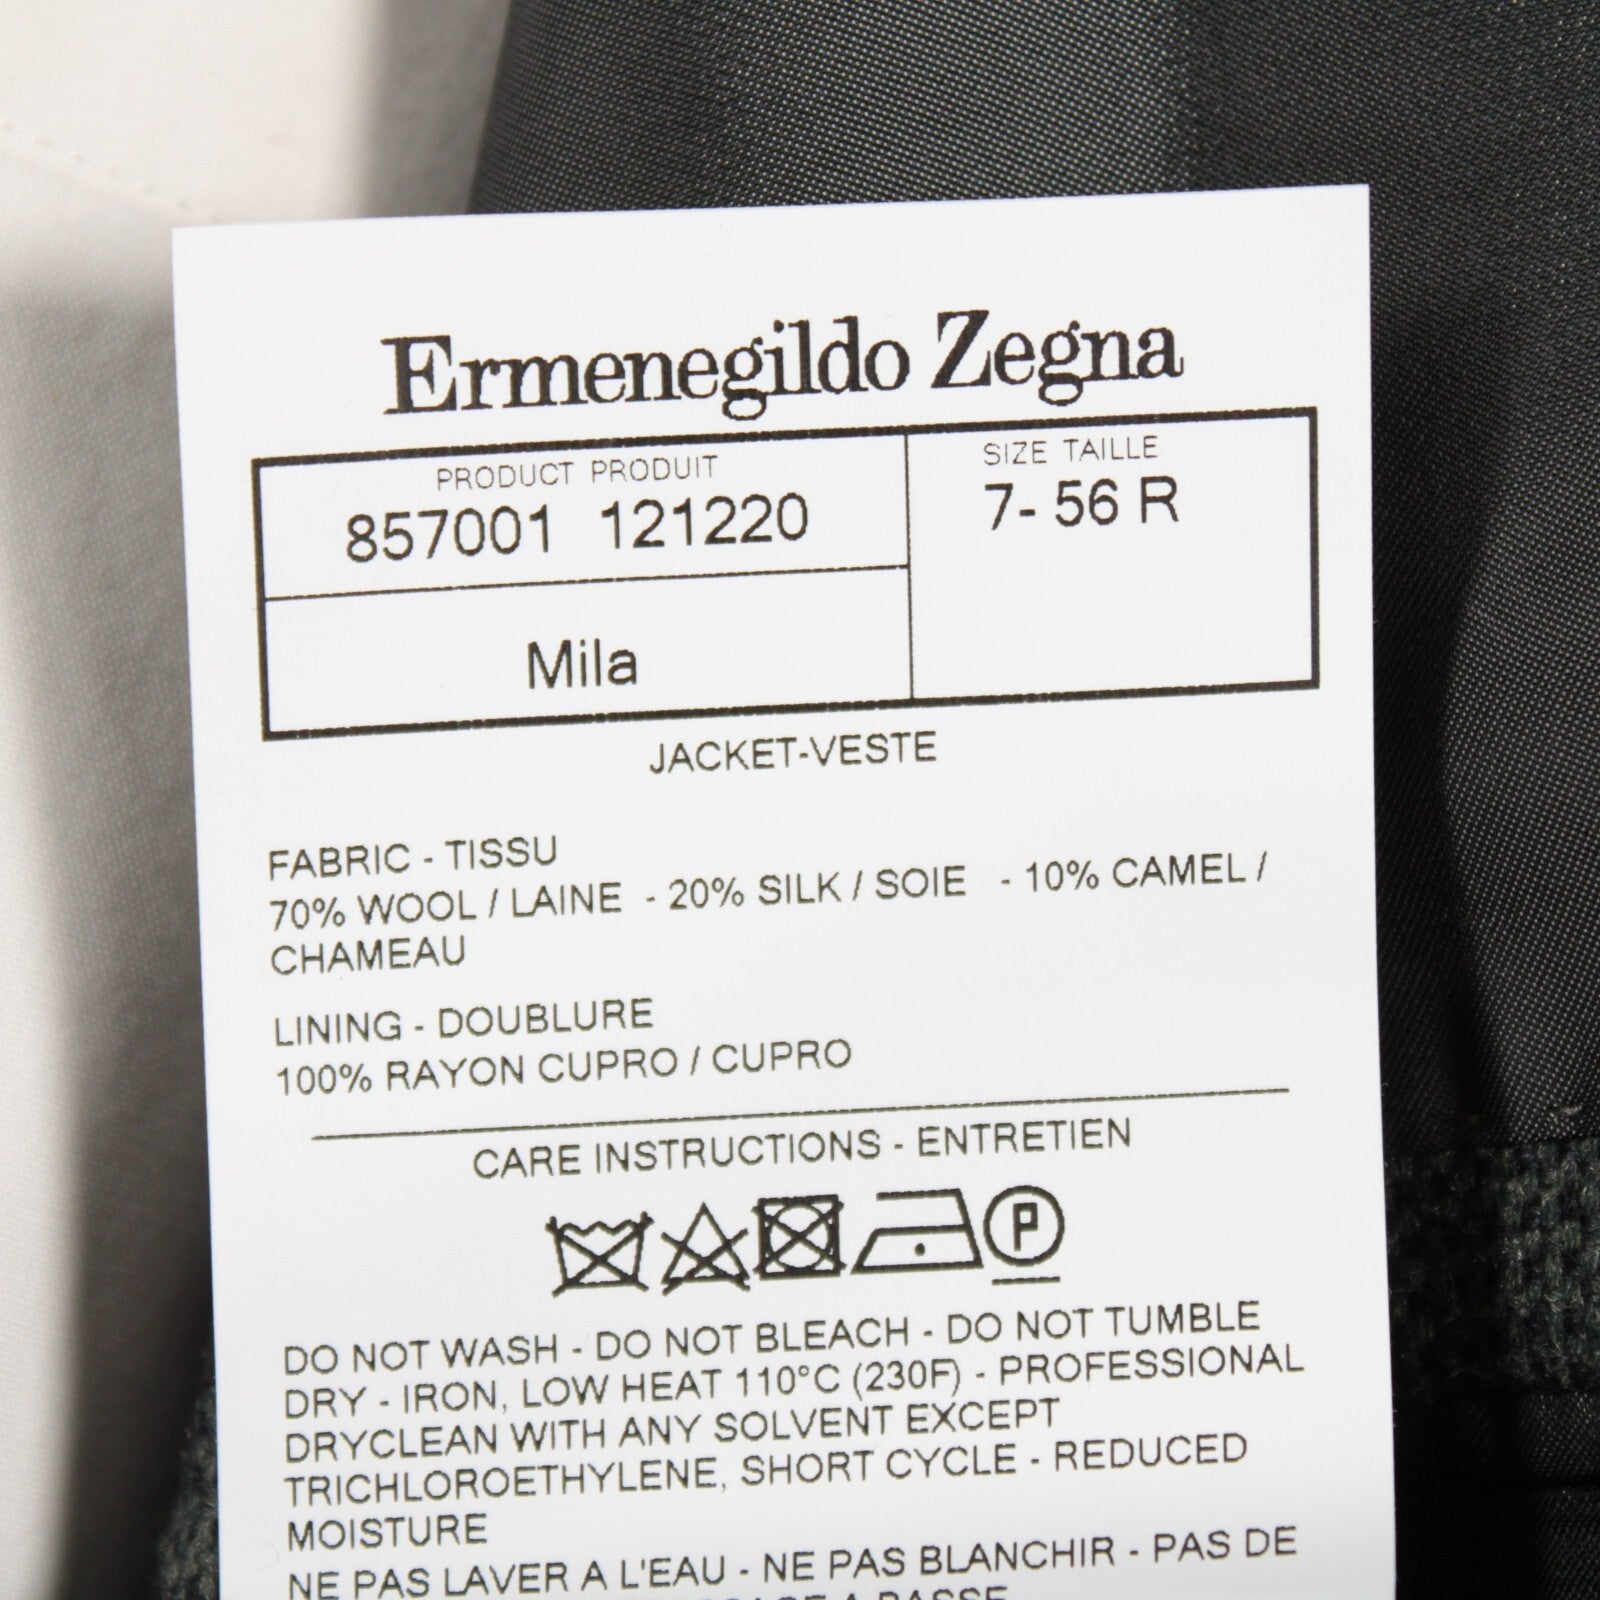 Ermenegildo Zegna
PRODUCT PRODUIT
857001 121220
SIZE TAILLE
7- 56 R
Mila
JACKET-VESTE
FABRIC - TISSU
70% WOOL / LAINE - 20% SILK / SOIE - 10% CAMEL /
CHAMEAU
LINING - DOUBLURE
100% RAYON CUPRO / CUPRO
CARE INSTRUCTIONS - ENTRETIEN
P
DO NOT WASH - DO NOT BLEACH - DO NOT TUMBLE
DRY - IRON, LOW HEAT 110°C (230F) - PROFESSIONAL
DRYCLEAN WITH ANY SOLVENT EXCEPT
TRICHLOROETHYLENE, SHORT CYCLE - REDUCED
MOISTURE
NE PAS LAVER A L'EAU - NE PAS BLANCHIR - PAS DE
A BASSE